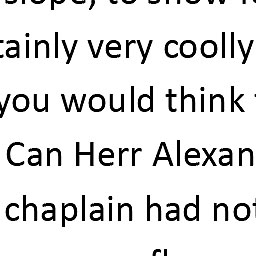 slope, to show
tainly very coolly
you would think
Can Herr Alexan
chaplain had not